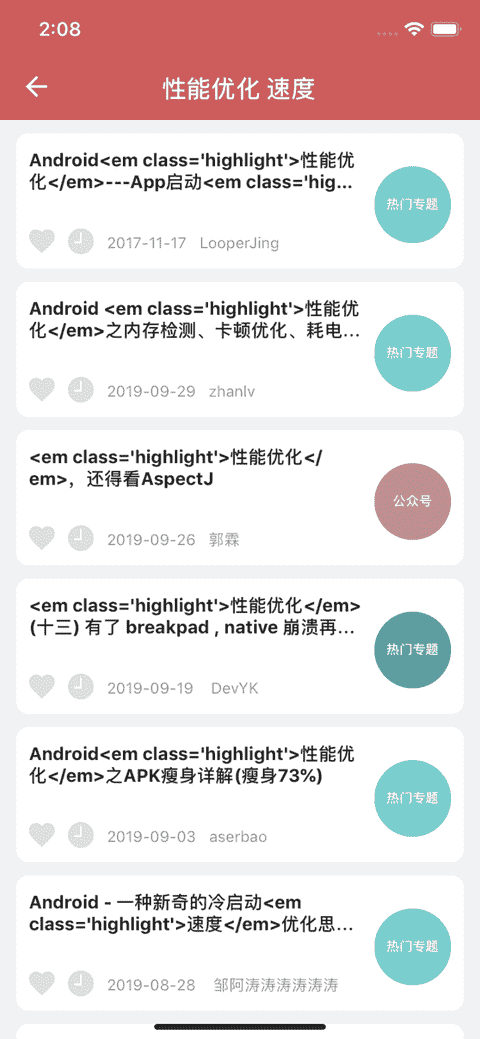 2:08
性能优化 速度
Android<em class='highlight'>性能优
化</em>---App启动<em class='hig...
热门专题
2017-11-17 LooperJing
Android <em class='highlight'>性能优
化</em>之内存检测、卡顿优化、耗电...
热门专题
2019-09-29 zhanlv
<em class='highlight'>性能优化</
em>，还得看AspectJ
公众号
2019-09-26 郭霖
<em class='highlight'>性能优化</em>
(十三) 有了 breakpad , native 崩溃再...
热门专题
2019-09-19 DevYK
Android<em class='highlight'>性能优
化</em>之APK瘦身详解(瘦身73%)
热门专题
2019-09-03 aserbao
Android - 一种新奇的冷启动<em
class='highlight'>速度</em>优化思...
热门专题
2019-08-28 邹阿涛涛涛涛涛涛